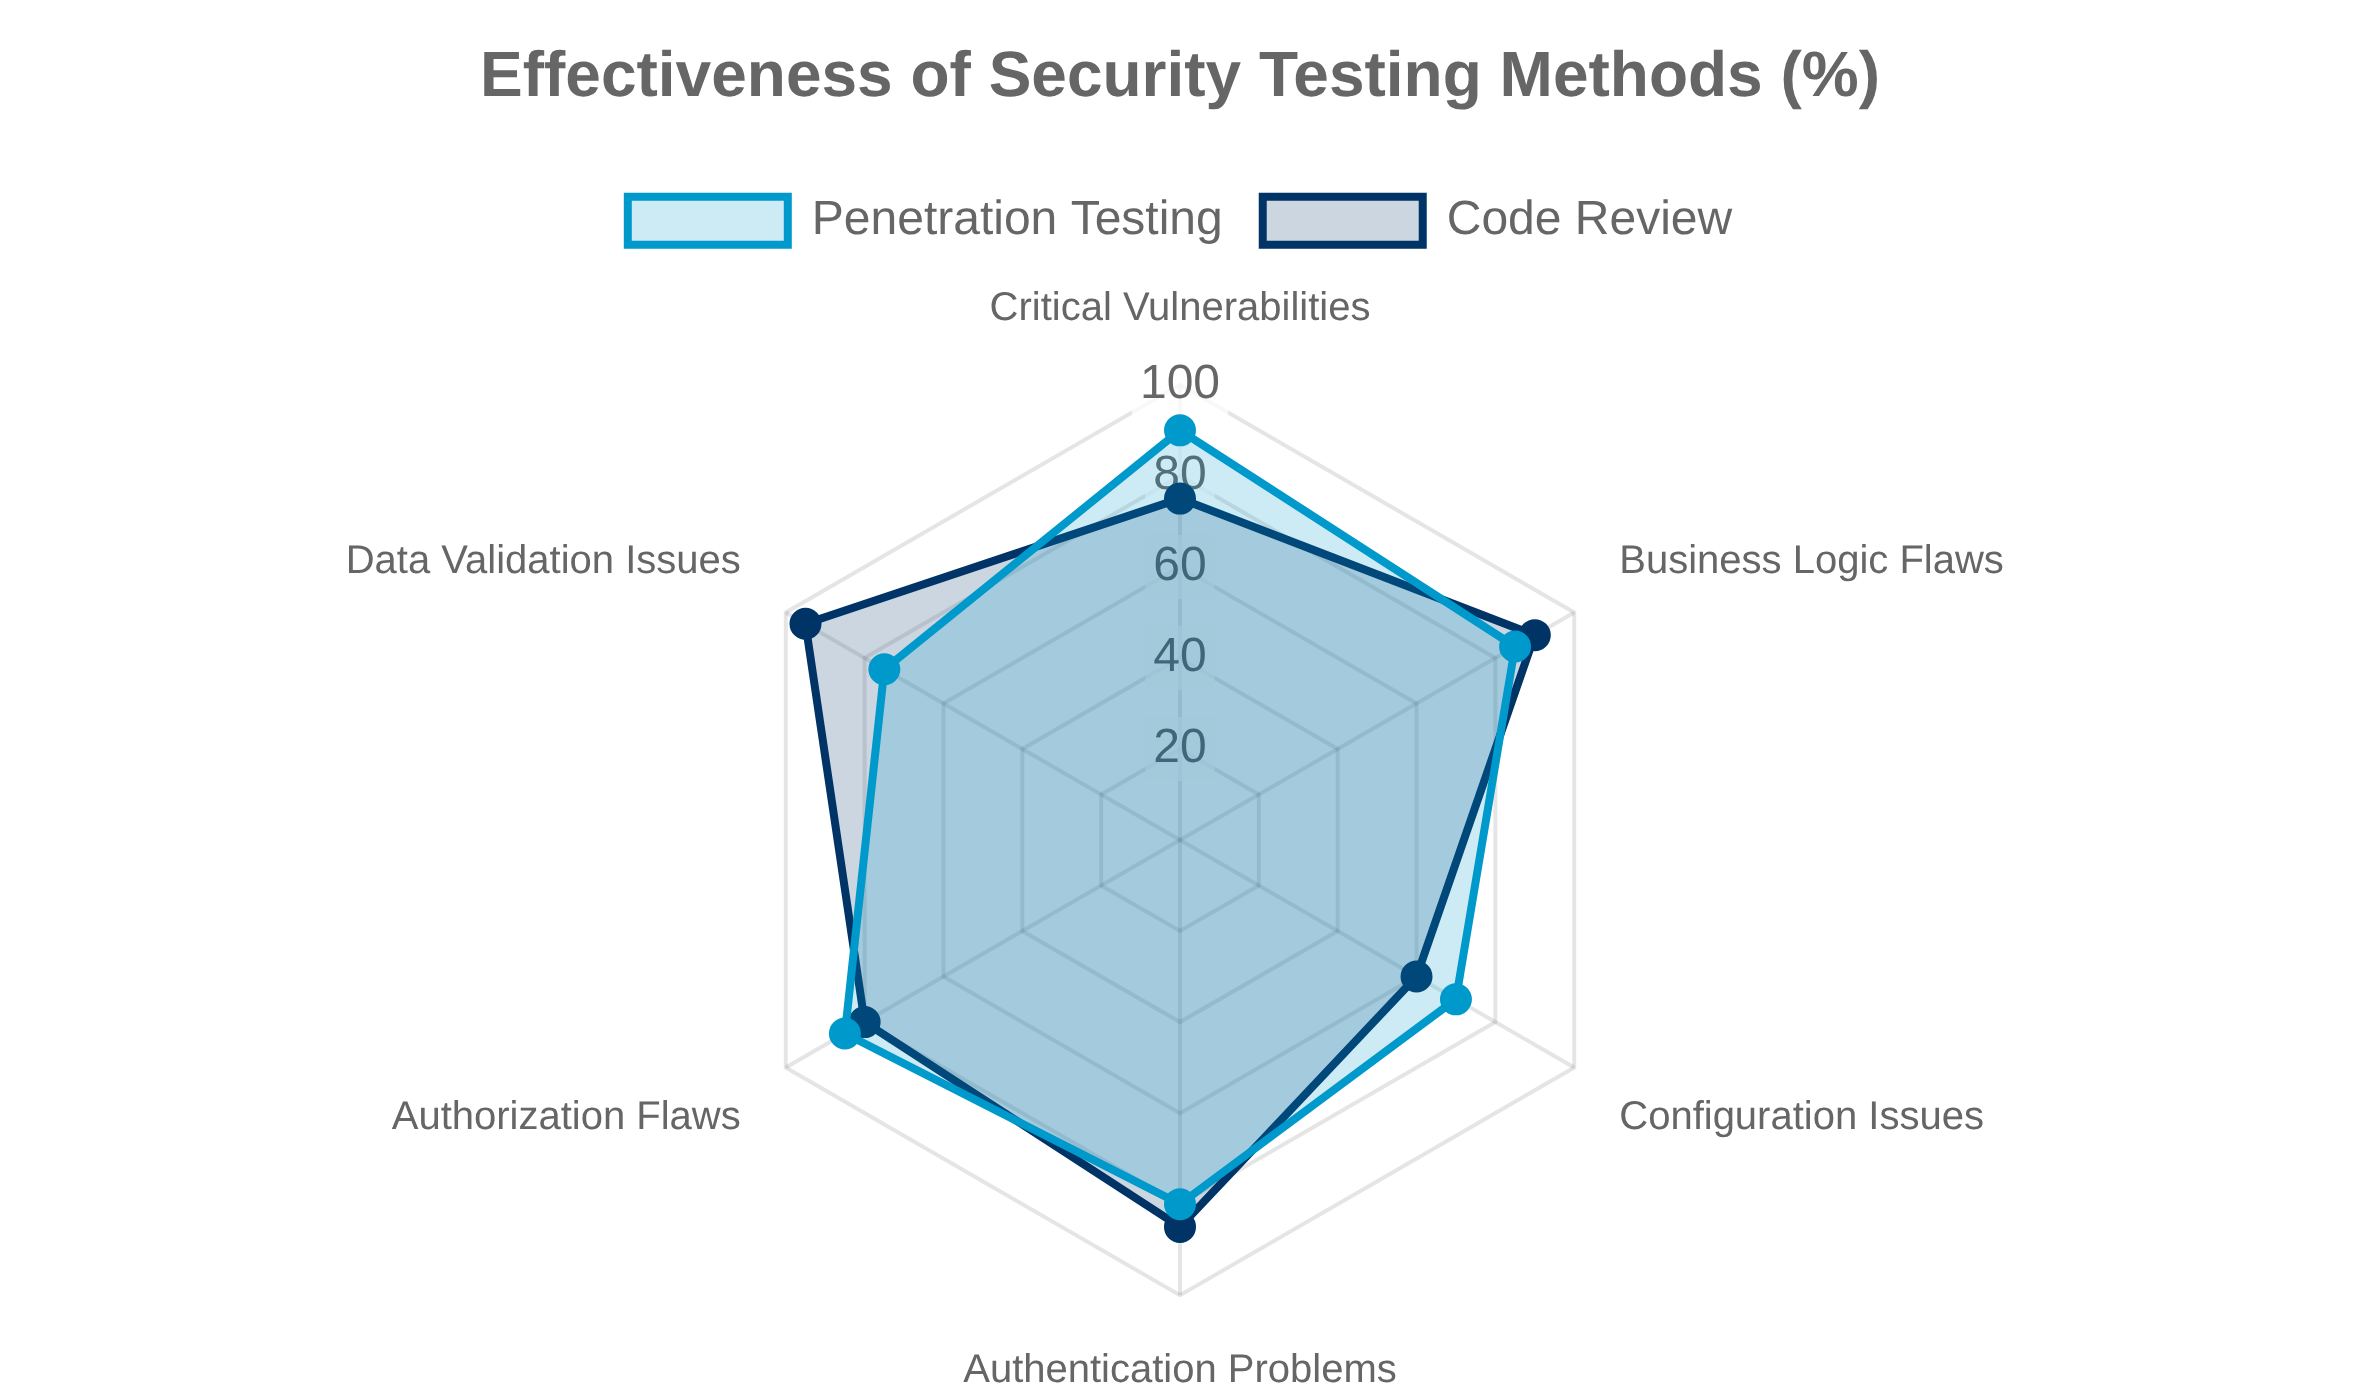 Effectiveness of Security Testing Methods (%)
Penetration Testing
Code Review
Critical Vulnerabilities
100
80
60
40
20
Data Validation Issues
Business Logic Flaws
Authorization Flaws
Configuration Issues
Authentication Problems